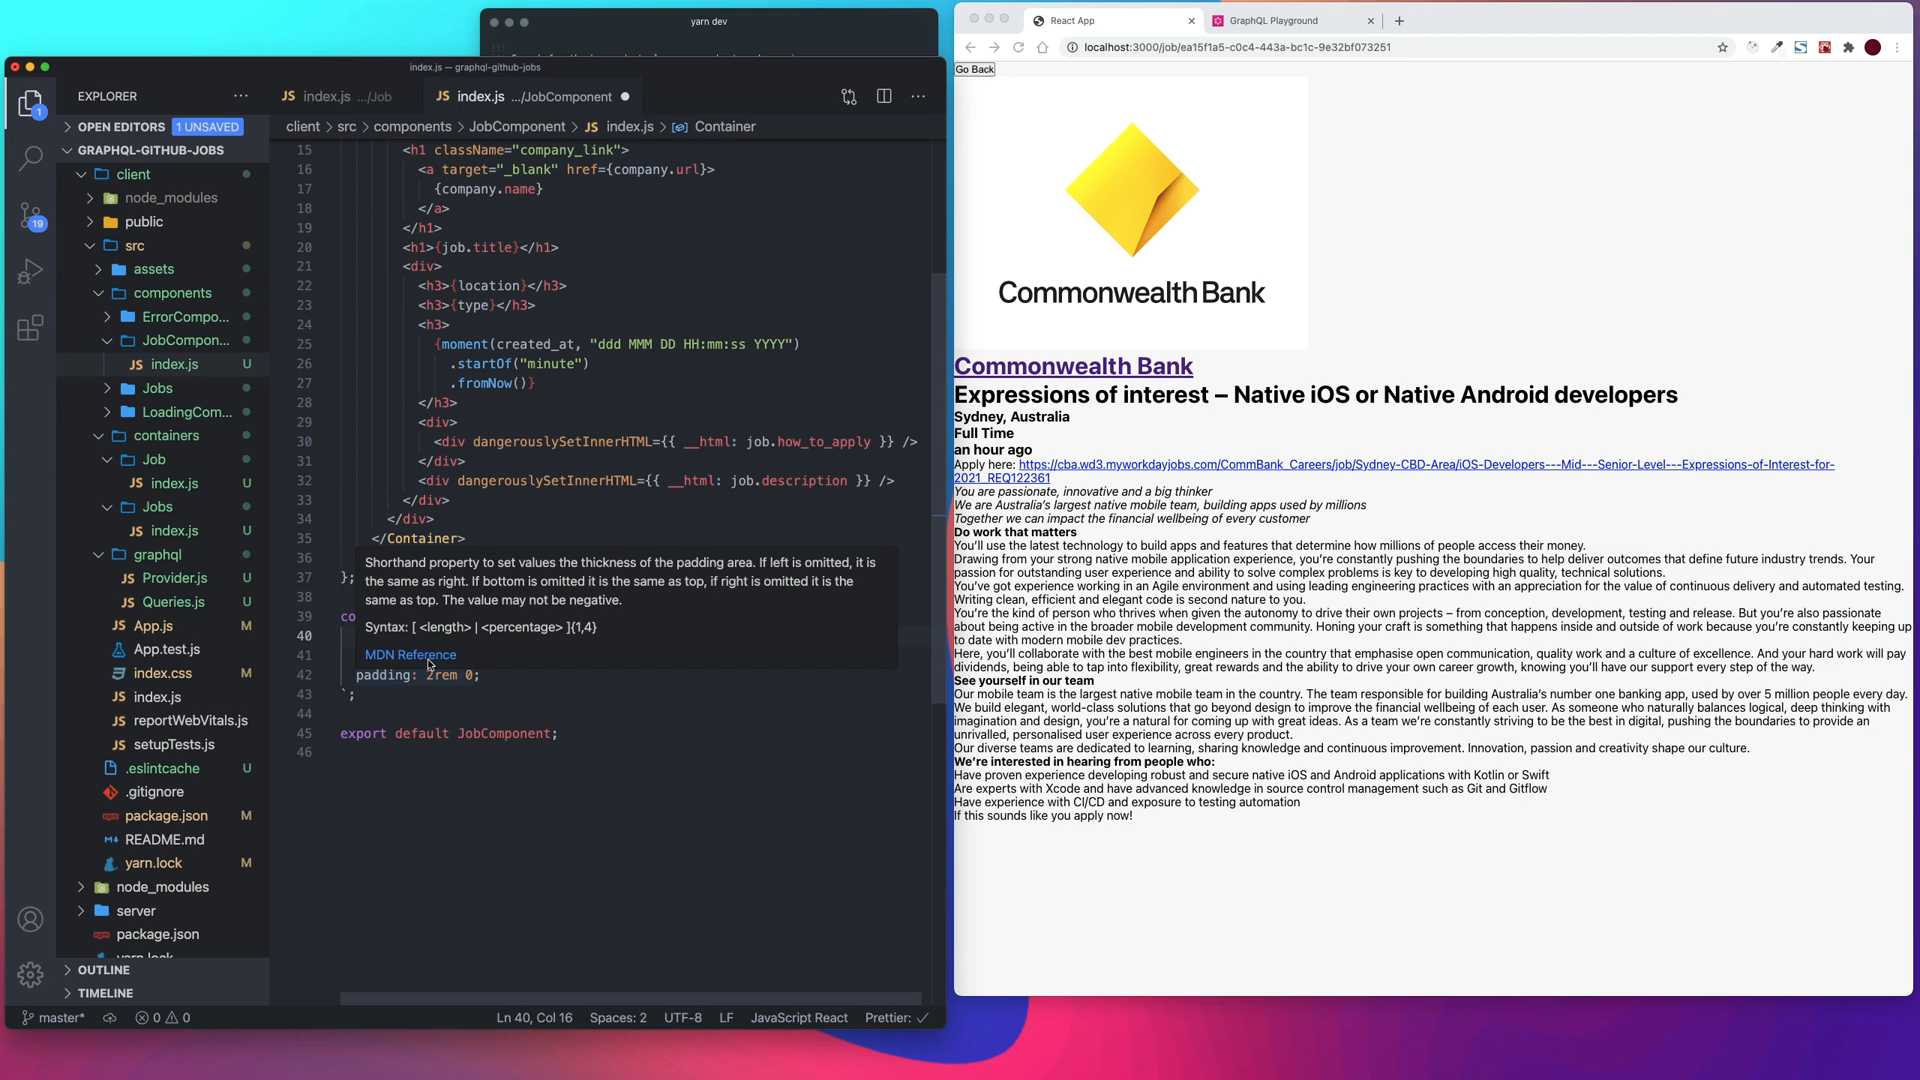 yarn dev
index.js — graphql-github-jobs
EXPLORER
OPEN EDITORS 1 UNSAVED
GRAPHQL-GITHUB-JOBS
client
node_modules
public
src
assets
components
ErrorCompo...
JobCompon...
JS index.js U
Jobs
LoadingCom...
containers
Job
JS index.js U
Jobs
JS index.js U
graphql
JS Provider.js U
JS Queries.js U
JS App.js M
App.test.js
index.css M
JS index.js
JS reportWebVitals.js
JS setupTests.js
.eslintcache U
.gitignore
package.json M
README.md
yarn.lock M
node_modules
server
package.json
OUTLINE
TIMELINE
1
19
JS index.js .../Job
JS index.js .../JobComponent
client > src > components > JobComponent > JS index.js > Container
15 <h1 className="company_link">
16 <a target="_blank" href={company.url}>
17 {company.name}
18 </a>
19 </h1>
20 <h1>{job.title}</h1>
21 <div>
22 <h3>{location}</h3>
23 <h3>{type}</h3>
24 <h3>
25 {moment(created_at, "ddd MMM DD HH:mm:ss YYYY")
26 .startOf("minute")
27 .fromNow()}
28 </h3>
29 <div>
30 <div dangerouslySetInnerHTML={{ __html: job.how_to_apply }} />
31 </div>
32 <div dangerouslySetInnerHTML={{ __html: job.description }} />
33 </div>
34 </div>
35 </Container>
36
37 };
38
39 co
40
41
42 padding: 2rem 0;
43 `;
44
45 export default JobComponent;
46
Shorthand property to set values the thickness of the padding area. If left is omitted, it is
the same as right. If bottom is omitted it is the same as top, if right is omitted it is the
same as top. The value may not be negative.
Syntax: [ <length> | <percentage> ]{1,4}
MDN Reference
master* 0 0 Ln 40, Col 16 Spaces: 2 UTF-8 LF JavaScript React Prettier: ✓
React App
GraphQL Playground
localhost:3000/job/ea15f1a5-c0c4-443a-bc1c-9e32bf073251
Go Back
CommonwealthBank
Commonwealth Bank
Expressions of interest – Native iOS or Native Android developers
Sydney, Australia
Full Time
an hour ago
Apply here: https://cba.wd3.myworkdayjobs.com/CommBank_Careers/job/Sydney-CBD-Area/iOS-Developers---Mid---Senior-Level---Expressions-of-Interest-for-
2021_REQ122361
You are passionate, innovative and a big thinker
We are Australia's largest native mobile team, building apps used by millions
Together we can impact the financial wellbeing of every customer
Do work that matters
You'll use the latest technology to build apps and features that determine how millions of people access their money.
Drawing from your strong native mobile application experience, you're constantly pushing the boundaries to help deliver outcomes that define future industry trends. Your
passion for outstanding user experience and ability to solve complex problems is key to developing high quality, technical solutions.
You've got experience working in an Agile environment and using leading engineering practices with an appreciation for the value of continuous delivery and automated testing.
Writing clean, efficient and elegant code is second nature to you.
You're the kind of person who thrives when given the autonomy to drive their own projects – from conception, development, testing and release. But you're also passionate
about being active in the broader mobile development community. Honing your craft is something that happens inside and outside of work because you're constantly keeping up
to date with modern mobile dev practices.
Here, you'll collaborate with the best mobile engineers in the country that emphasise open communication, quality work and a culture of excellence. And your hard work will pay
dividends, being able to tap into flexibility, great rewards and the ability to drive your own career growth, knowing you'll have our support every step of the way.
See yourself in our team
Our mobile team is the largest native mobile team in the country. The team responsible for building Australia's number one banking app, used by over 5 million people every day.
We build elegant, world-class solutions that go beyond design to improve the financial wellbeing of each user. As someone who naturally balances logical, deep thinking with
imagination and design, you're a natural for coming up with great ideas. As a team we're constantly striving to be the best in digital, pushing the boundaries to provide an
unrivalled, personalised user experience across every product.
Our diverse teams are dedicated to learning, sharing knowledge and continuous improvement. Innovation, passion and creativity shape our culture.
We're interested in hearing from people who:
Have proven experience developing robust and secure native iOS and Android applications with Kotlin or Swift
Are experts with Xcode and have advanced knowledge in source control management such as Git and Gitflow
Have experience with CI/CD and exposure to testing automation
If this sounds like you apply now!